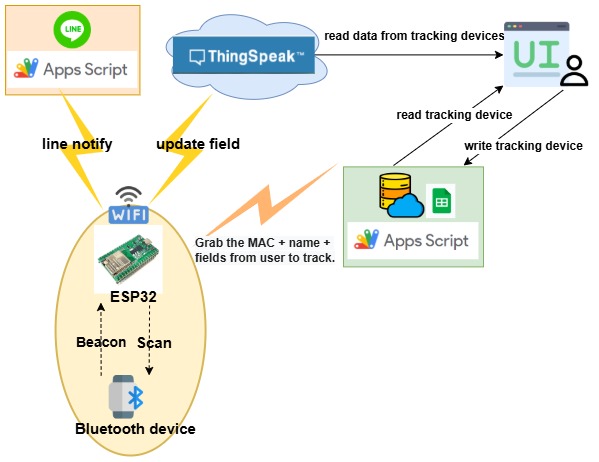 LINE
Apps Script
ThingSpeak™
read data from tracking devices
UI
read tracking device
line notify
update field
write tracking device
WIFI
Apps Script
Grab the MAC + name +
fields from user to track.
ESP32
Beacon
Scan
Bluetooth device